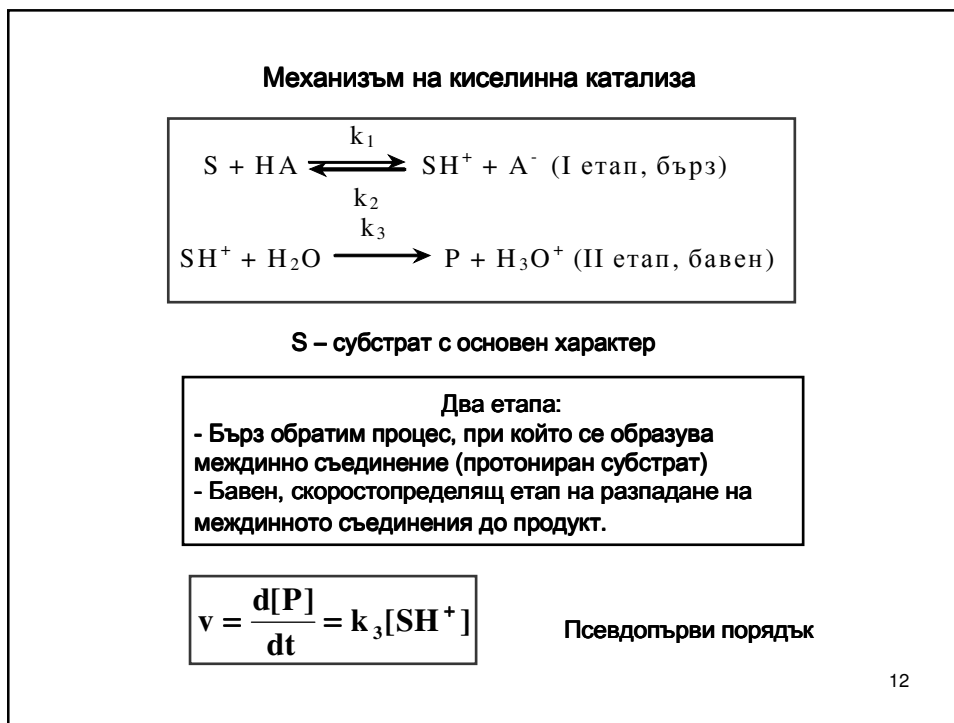 Механизъм на киселинна катализа
k₁
S + HA ⇌ SH⁺ + A⁻ (I етап, бърз)
k₂
k₃
SH⁺ + H₂O → P + H₃O⁺ (II етап, бавен)
S – субстрат с основен характер
Два етапа:
- Бърз обратим процес, при който се образува
междинно съединение (протониран субстрат)
- Бавен, скоростопределящ етап на разпадане на
междинното съединения до продукт.
v = d[P]/dt = k₃[SH⁺]
Псевдопърви порядък
12